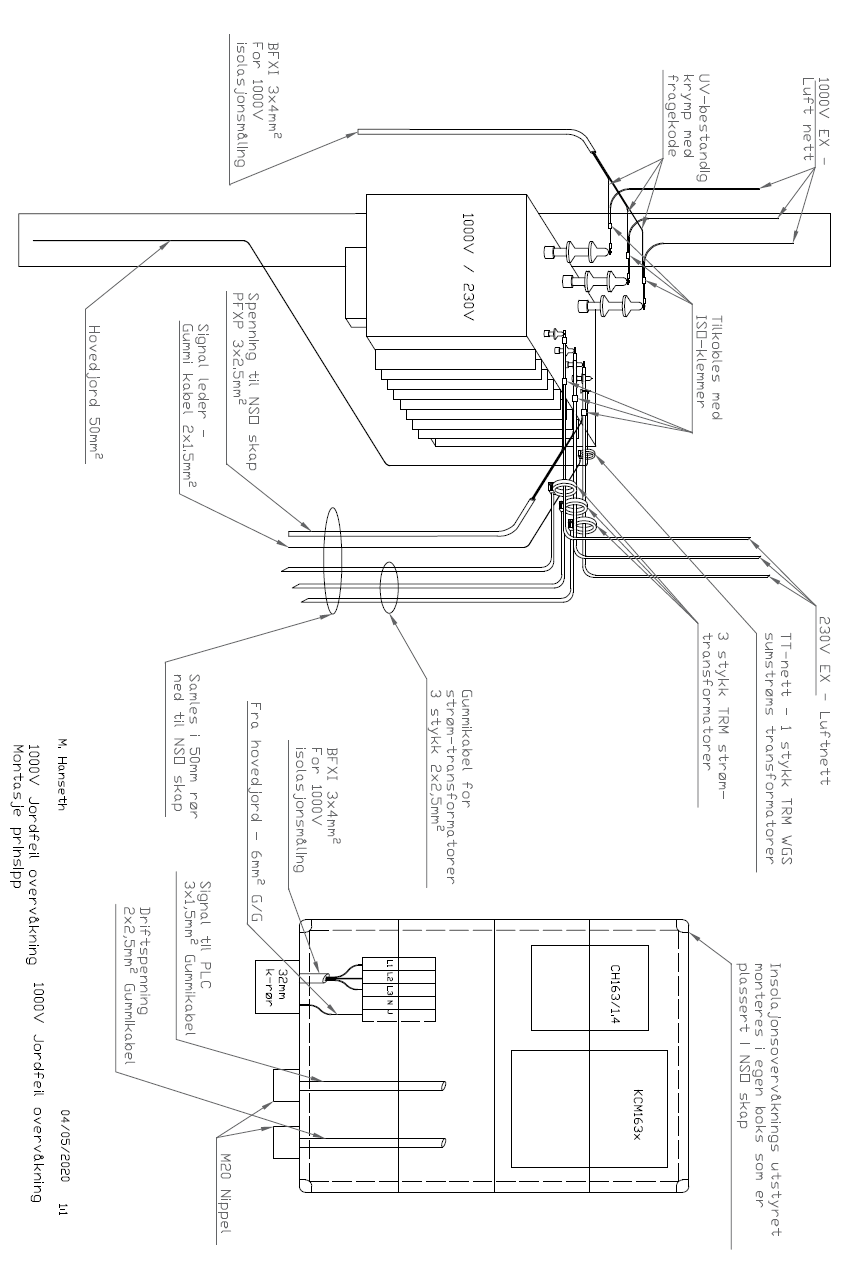 1000V EX -
Luft nett
UV-bestandig
krymp med
fragekode
BFXI 3x4mm²
For 1000V
isolasjonsmåling
1000V / 230V
Tilkobles med
ISO-klemmer
Spenning til NSO skap
PFXP 3x2.5mm²
Signal leder -
Gummi kabel 2x1.5mm²
Hovedjord 50mm²
230V EX - Luftnett
TT-nett - 1 stykk TRM WGS
sumstrøms transformatorer
3 stykk TRM strøm-
transformatorer
Gummikabel for
strøm-transformatorer
3 stykk 2x2,5mm²
Samles i 50mm rør
ned til NSO skap
BFXI 3x4mm²
For 1000V
isolasjonsmåling
Fra hovedjord - 6mm² G/G
Signal til PLC
3x1,5mm² Gummikabel
Driftspenning
2x2,5mm² Gummikabel
Insolajonsovervåknings utstyret
monteres i egen boks som er
plassert i NSO skap
CH163/1.4
KCM163x
L1
L2
L3
N
J
32mm
k-rør
M20 Nippel
M. Hanseth
04/05/2020
1:1
1000V Jordfeil overvåkning 1000V Jordfeil overvåkning
Montasje prinsipp